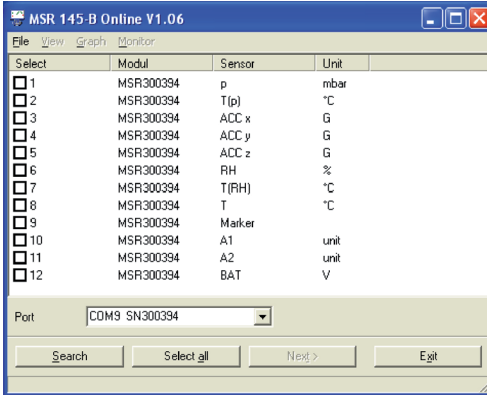 MSR 145-B Online V1.06
File View Graph Monitor
Select Modul Sensor Unit
1 MSR300394 p mbar
2 MSR300394 T(p) °C
3 MSR300394 ACC x G
4 MSR300394 ACC y G
5 MSR300394 ACC z G
6 MSR300394 RH %
7 MSR300394 T(RH) °C
8 MSR300394 T °C
9 MSR300394 Marker
10 MSR300394 A1 unit
11 MSR300394 A2 unit
12 MSR300394 BAT V
Port COM9 SN300394
Search Select all Next > Exit